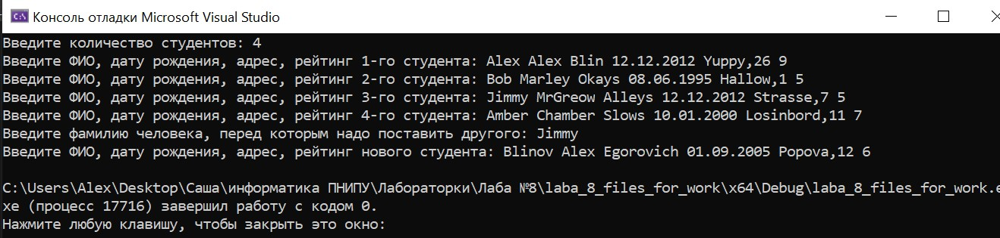 Консоль отладки Microsoft Visual Studio
Введите количество студентов: 4
Введите ФИО, дату рождения, адрес, рейтинг 1-го студента: Alex Alex Blin 12.12.2012 Yuppy,26 9
Введите ФИО, дату рождения, адрес, рейтинг 2-го студента: Bob Marley Okays 08.06.1995 Hallow,1 5
Введите ФИО, дату рождения, адрес, рейтинг 3-го студента: Jimmy MrGreow Alleys 12.12.2012 Strasse,7 5
Введите ФИО, дату рождения, адрес, рейтинг 4-го студента: Amber Chamber Slows 10.01.2000 Losinbord,11 7
Введите фамилию человека, перед которым надо поставить другого: Jimmy
Введите ФИО, дату рождения, адрес, рейтинг нового студента: Blinov Alex Egorovich 01.09.2005 Popova,12 6
C:\Users\Alex\Desktop\Саша\информатика ПНИПУ\Лабораторки\Лаба №8\laba_8_files_for_work\x64\Debug\laba_8_files_for_work.e
xe (процесс 17716) завершил работу с кодом 0.
Нажмите любую клавишу, чтобы закрыть это окно: